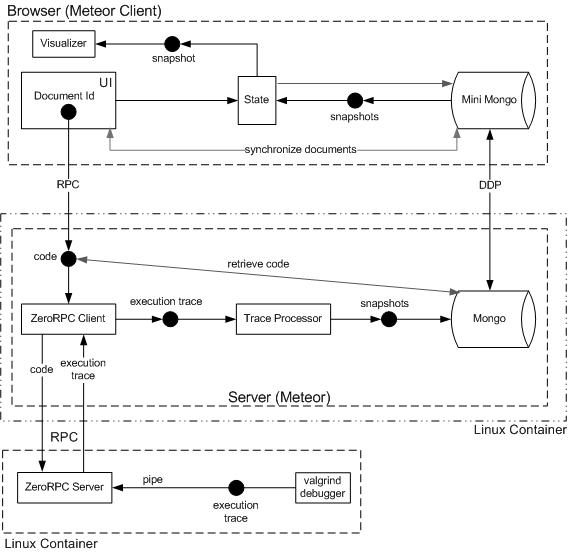 Browser (Meteor Client)
Visualizer
snapshot
UI
Document Id
State
snapshots
Mini Mongo
synchronize documents
RPC
DDP
code
retrieve code
ZeroRPC Client
execution trace
Trace Processor
snapshots
Mongo
code
execution
trace
Server (Meteor)
Linux Container
RPC
ZeroRPC Server
pipe
execution
trace
valgrind
debugger
Linux Container